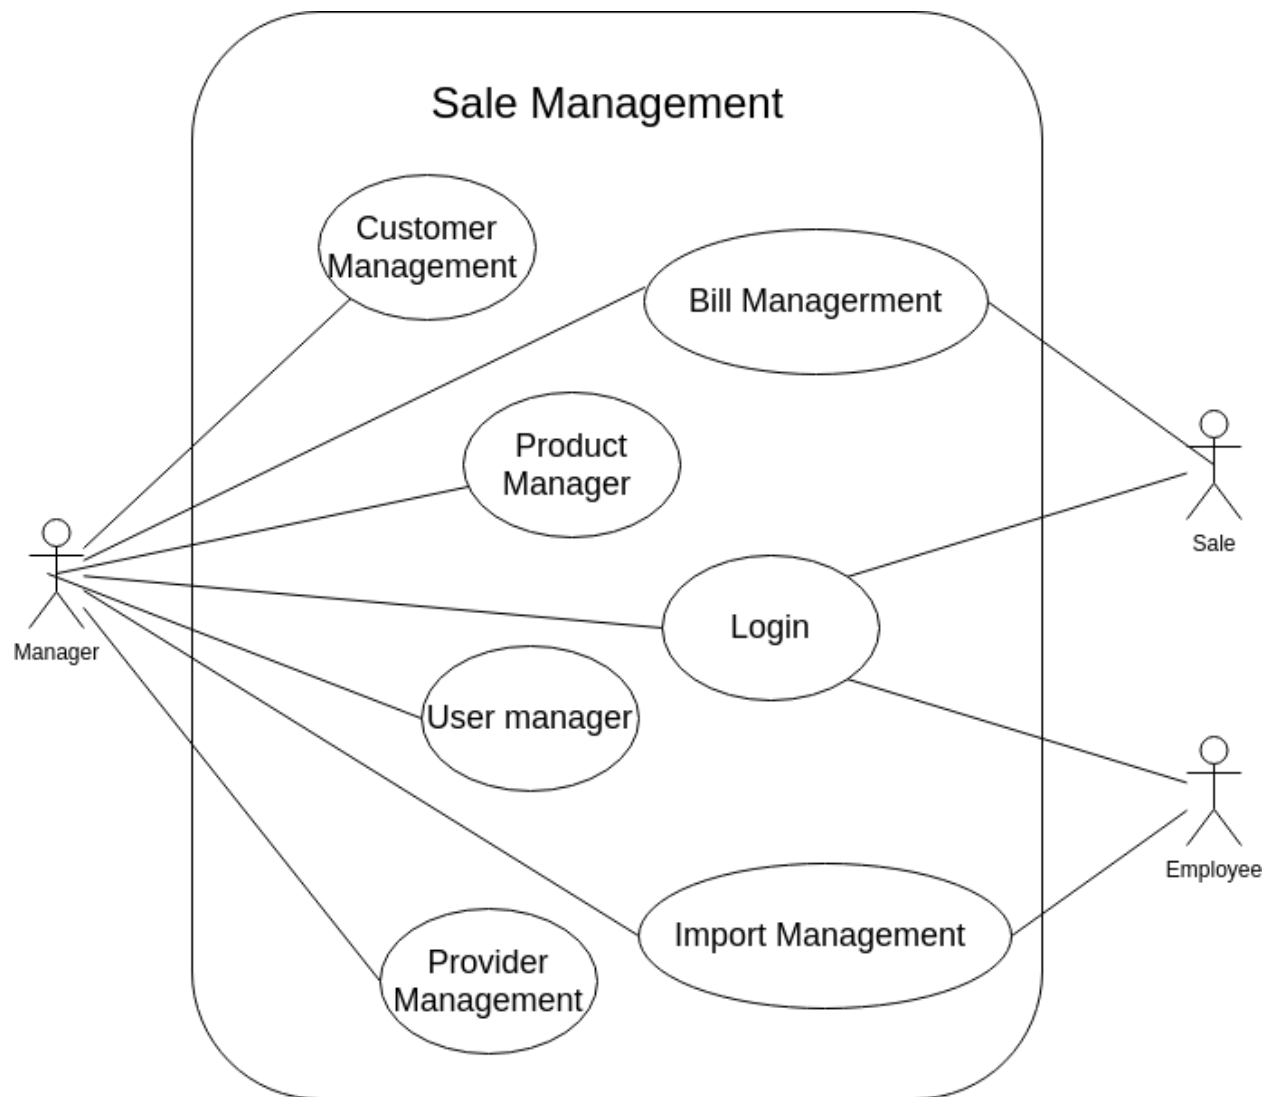 Sale Management
Customer
Management
Bill Managerment
Product
Manager
Sale
Login
Manager
User manager
Employee
Import Management
Provider
Management